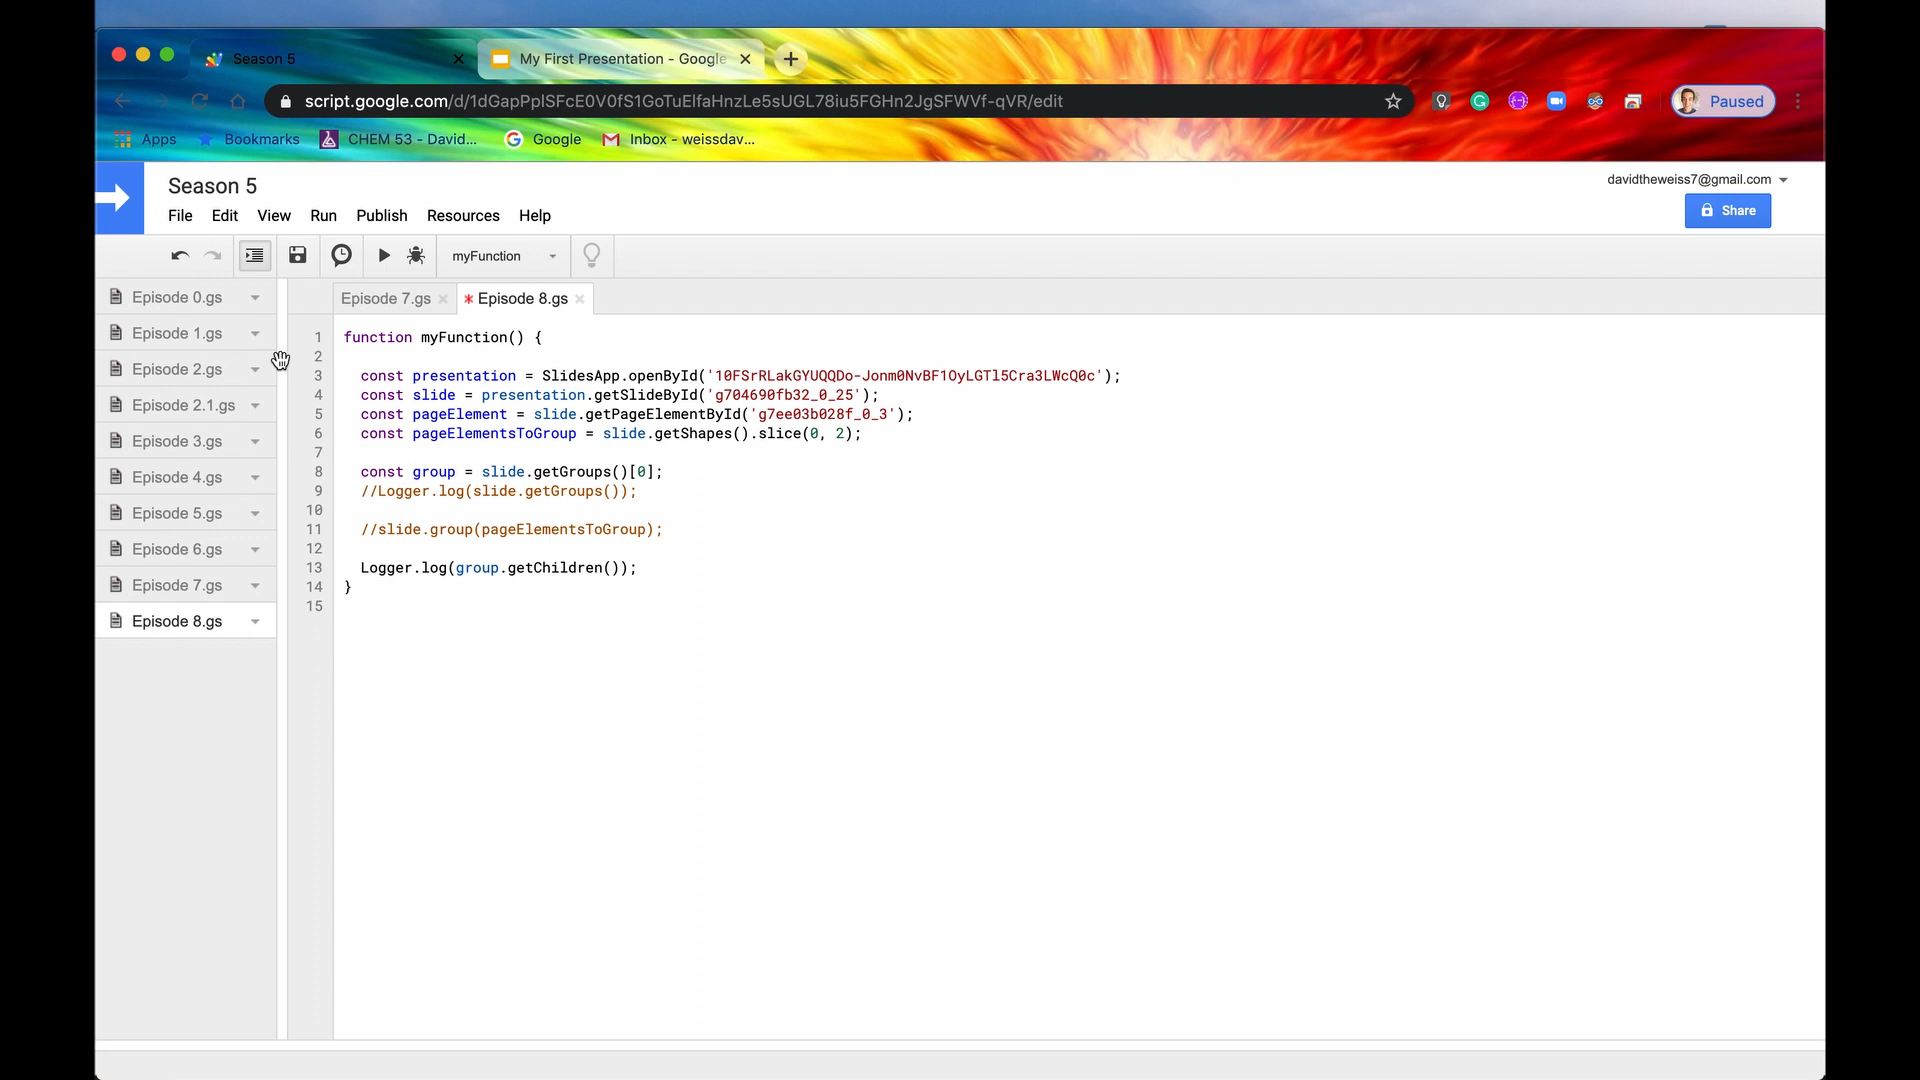 Season 5
My First Presentation - Google
script.google.com/d/1dGapPplSFcE0V0fS1GoTuElfaHnzLe5sUGL78iu5FGHn2JgSFWVf-qVR/edit
Paused
Apps
Bookmarks
CHEM 53 - David...
Google
Inbox - weissdav...
Season 5
davidtheweiss7@gmail.com
File Edit View Run Publish Resources Help
Share
myFunction
Episode 0.gs
Episode 1.gs
Episode 2.gs
Episode 2.1.gs
Episode 3.gs
Episode 4.gs
Episode 5.gs
Episode 6.gs
Episode 7.gs
Episode 8.gs
Episode 7.gs
* Episode 8.gs
1 function myFunction() {
2
3 const presentation = SlidesApp.openById('10FSrRLakGYUQQDo-Jonm0NvBF1OyLGTl5Cra3LWcQ0c');
4 const slide = presentation.getSlideById('g704690fb32_0_25');
5 const pageElement = slide.getPageElementById('g7ee03b028f_0_3');
6 const pageElementsToGroup = slide.getShapes().slice(0, 2);
7
8 const group = slide.getGroups()[0];
9 //Logger.log(slide.getGroups());
10
11 //slide.group(pageElementsToGroup);
12
13 Logger.log(group.getChildren());
14 }
15